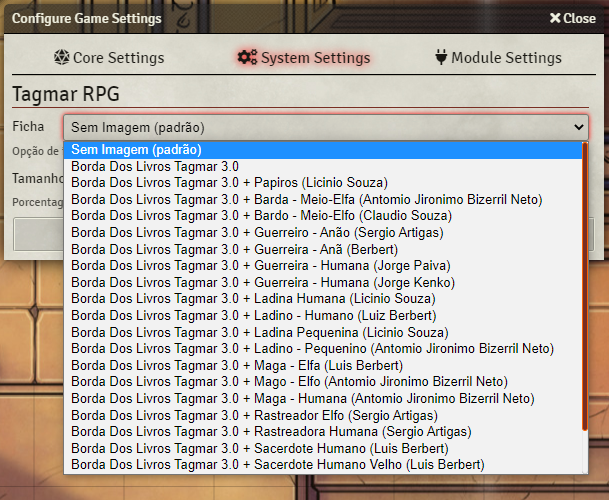 Configure Game Settings
Close
Core Settings
System Settings
Module Settings
Tagmar RPG
Ficha
Sem Imagem (padrão)
Opção de
Tamanho
Porcentag
Sem Imagem (padrão)
Borda Dos Livros Tagmar 3.0
Borda Dos Livros Tagmar 3.0 + Papiros (Licinio Souza)
Borda Dos Livros Tagmar 3.0 + Barda - Meio-Elfa (Antomio Jironimo Bizerril Neto)
Borda Dos Livros Tagmar 3.0 + Bardo - Meio-Elfo (Claudio Souza)
Borda Dos Livros Tagmar 3.0 + Guerreiro - Anão (Sergio Artigas)
Borda Dos Livros Tagmar 3.0 + Guerreiro - Anã (Berbert)
Borda Dos Livros Tagmar 3.0 + Guerreira - Humana (Jorge Paiva)
Borda Dos Livros Tagmar 3.0 + Guerreira - Humana (Jorge Kenko)
Borda Dos Livros Tagmar 3.0 + Ladina Humana (Licinio Souza)
Borda Dos Livros Tagmar 3.0 + Ladino - Humano (Luiz Berbert)
Borda Dos Livros Tagmar 3.0 + Ladina Pequenina (Licinio Souza)
Borda Dos Livros Tagmar 3.0 + Ladino - Pequenino (Antomio Jironimo Bizerril Neto)
Borda Dos Livros Tagmar 3.0 + Maga - Elfa (Luis Berbert)
Borda Dos Livros Tagmar 3.0 + Mago - Elfo (Antomio Jironimo Bizerril Neto)
Borda Dos Livros Tagmar 3.0 + Maga - Humana (Antomio Jironimo Bizerril Neto)
Borda Dos Livros Tagmar 3.0 + Rastreador Elfo (Sergio Artigas)
Borda Dos Livros Tagmar 3.0 + Rastreadora Humana (Sergio Artigas)
Borda Dos Livros Tagmar 3.0 + Sacerdote Humano (Luis Berbert)
Borda Dos Livros Tagmar 3.0 + Sacerdote Humano Velho (Luis Berbert)